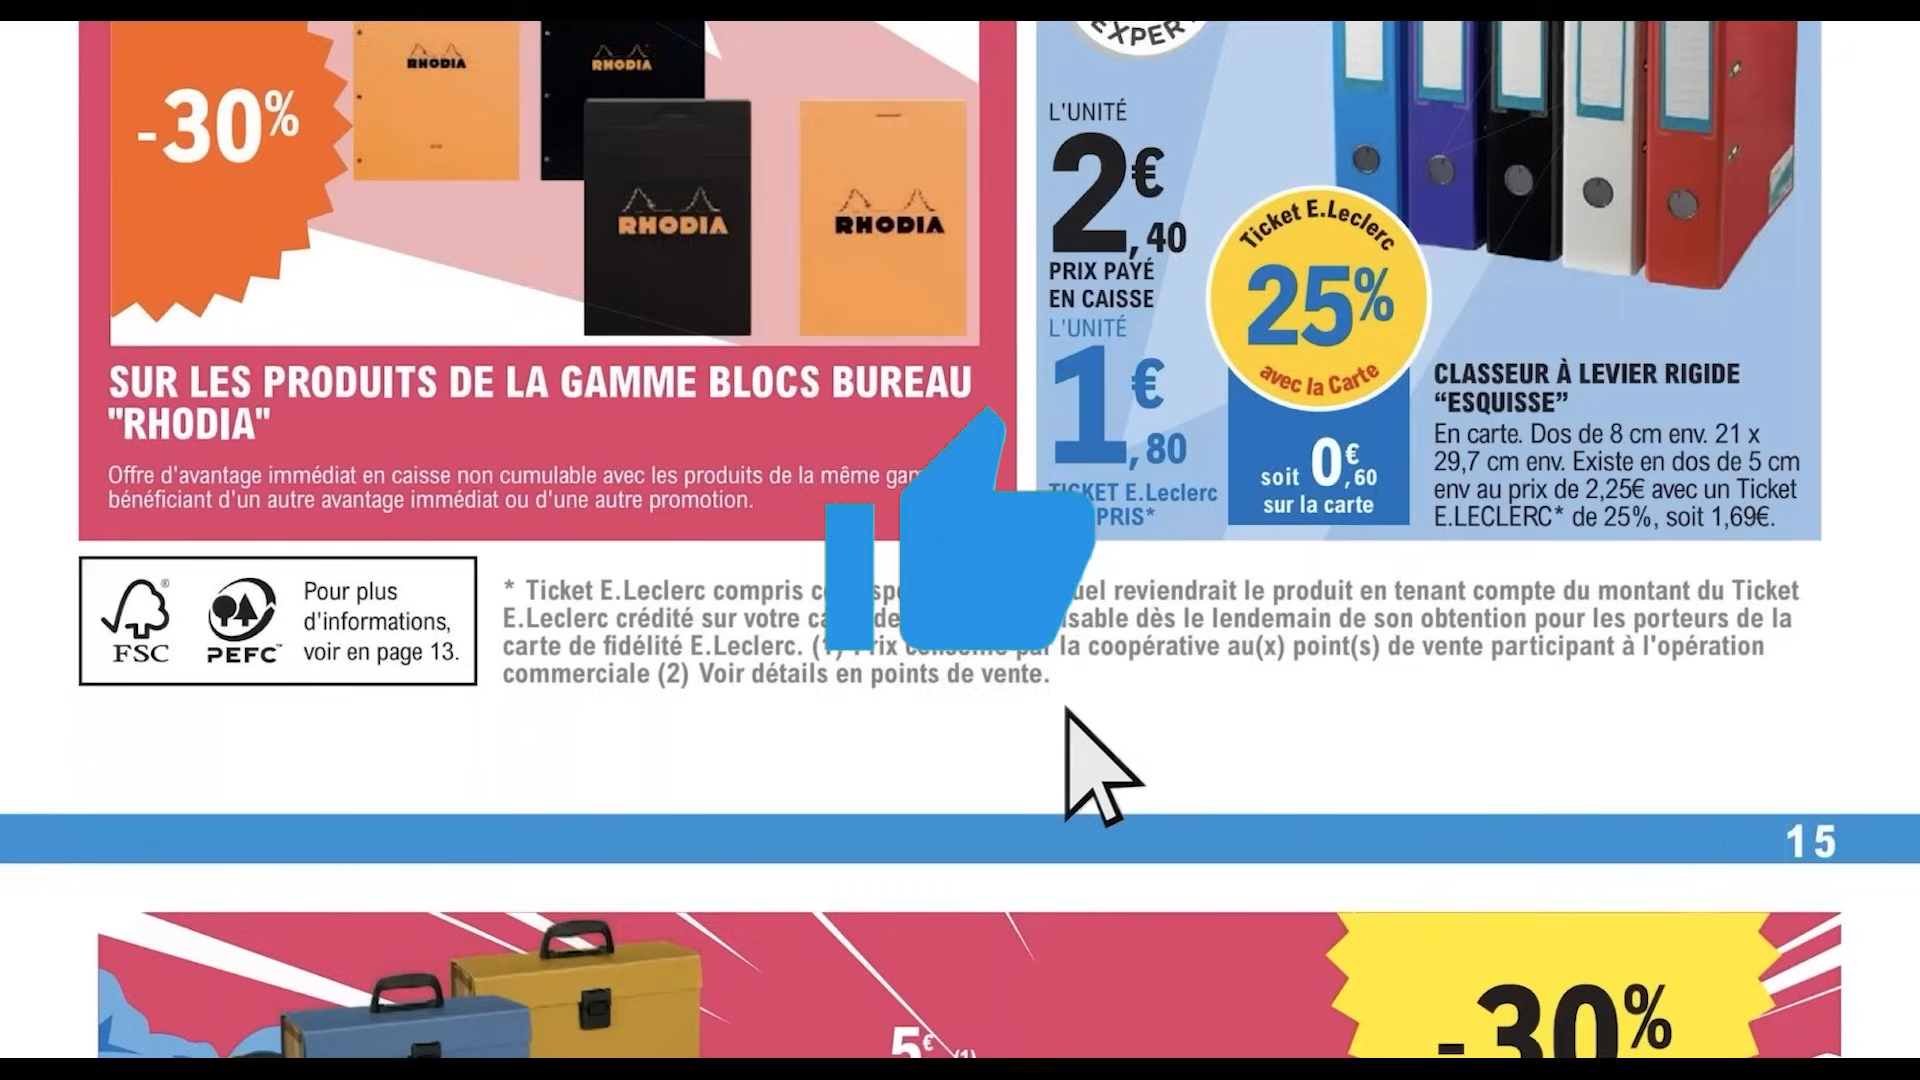 -30%
RHODIA
RHODIA
RHODIA
RHODIA
SUR LES PRODUITS DE LA GAMME BLOCS BUREAU
"RHODIA"
Offre d'avantage immédiat en caisse non cumulable avec les produits de la même
bénéficiant d'un autre avantage immédiat ou d'une autre promotion.
EXPERT
L'UNITÉ
2€,40
PRIX PAYÉ
EN CAISSE
L'UNITÉ
1€,80
TICKET E.Leclerc
PRIS*
Ticket E.Leclerc
25%
avec la Carte
soit 0€,60
sur la carte
CLASSEUR À LEVIER RIGIDE
“ESQUISSE”
En carte. Dos de 8 cm env. 21 x
29,7 cm env. Existe en dos de 5 cm
env au prix de 2,25€ avec un Ticket
E.LECLERC* de 25%, soit 1,69€.
FSC
PEFC
Pour plus
d'informations,
voir en page 13.
* Ticket E.Leclerc compris reviendrait le produit en tenant compte du montant du Ticket
E.Leclerc crédité sur votre dès le lendemain de son obtention pour les porteurs de la
carte de fidélité E.Leclerc. (1) la coopérative au(x) point(s) de vente participant à l'opération
commerciale (2) Voir détails en points de vente.
15
5€(1)
-30%